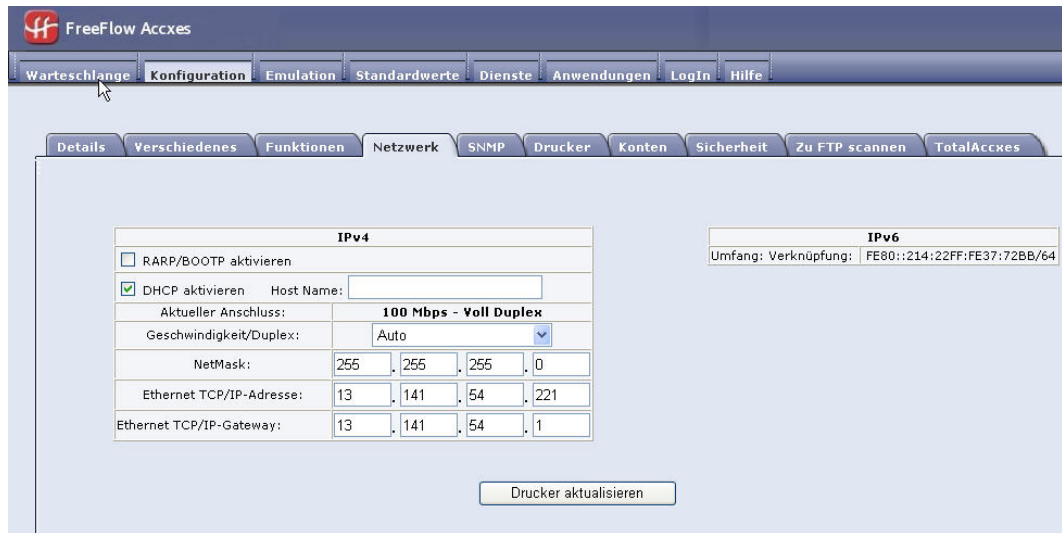 FreeFlow Accxes
Warteschlange Konfiguration Emulation Standardwerte Dienste Anwendungen LogIn Hilfe
Details Verschiedenes Funktionen Netzwerk SNMP Drucker Konten Sicherheit Zu FTP scannen TotalAccxes
IPv4
RARP/BOOTP aktivieren
DHCP aktivieren Host Name:
Aktueller Anschluss: 100 Mbps - Voll Duplex
Geschwindigkeit/Duplex: Auto
NetMask: 255 . 255 . 255 . 0
Ethernet TCP/IP-Adresse: 13 . 141 . 54 . 221
Ethernet TCP/IP-Gateway: 13 . 141 . 54 . 1
IPv6
Umfang: Verknüpfung: FE80::214:22FF:FE37:72BB/64
Drucker aktualisieren